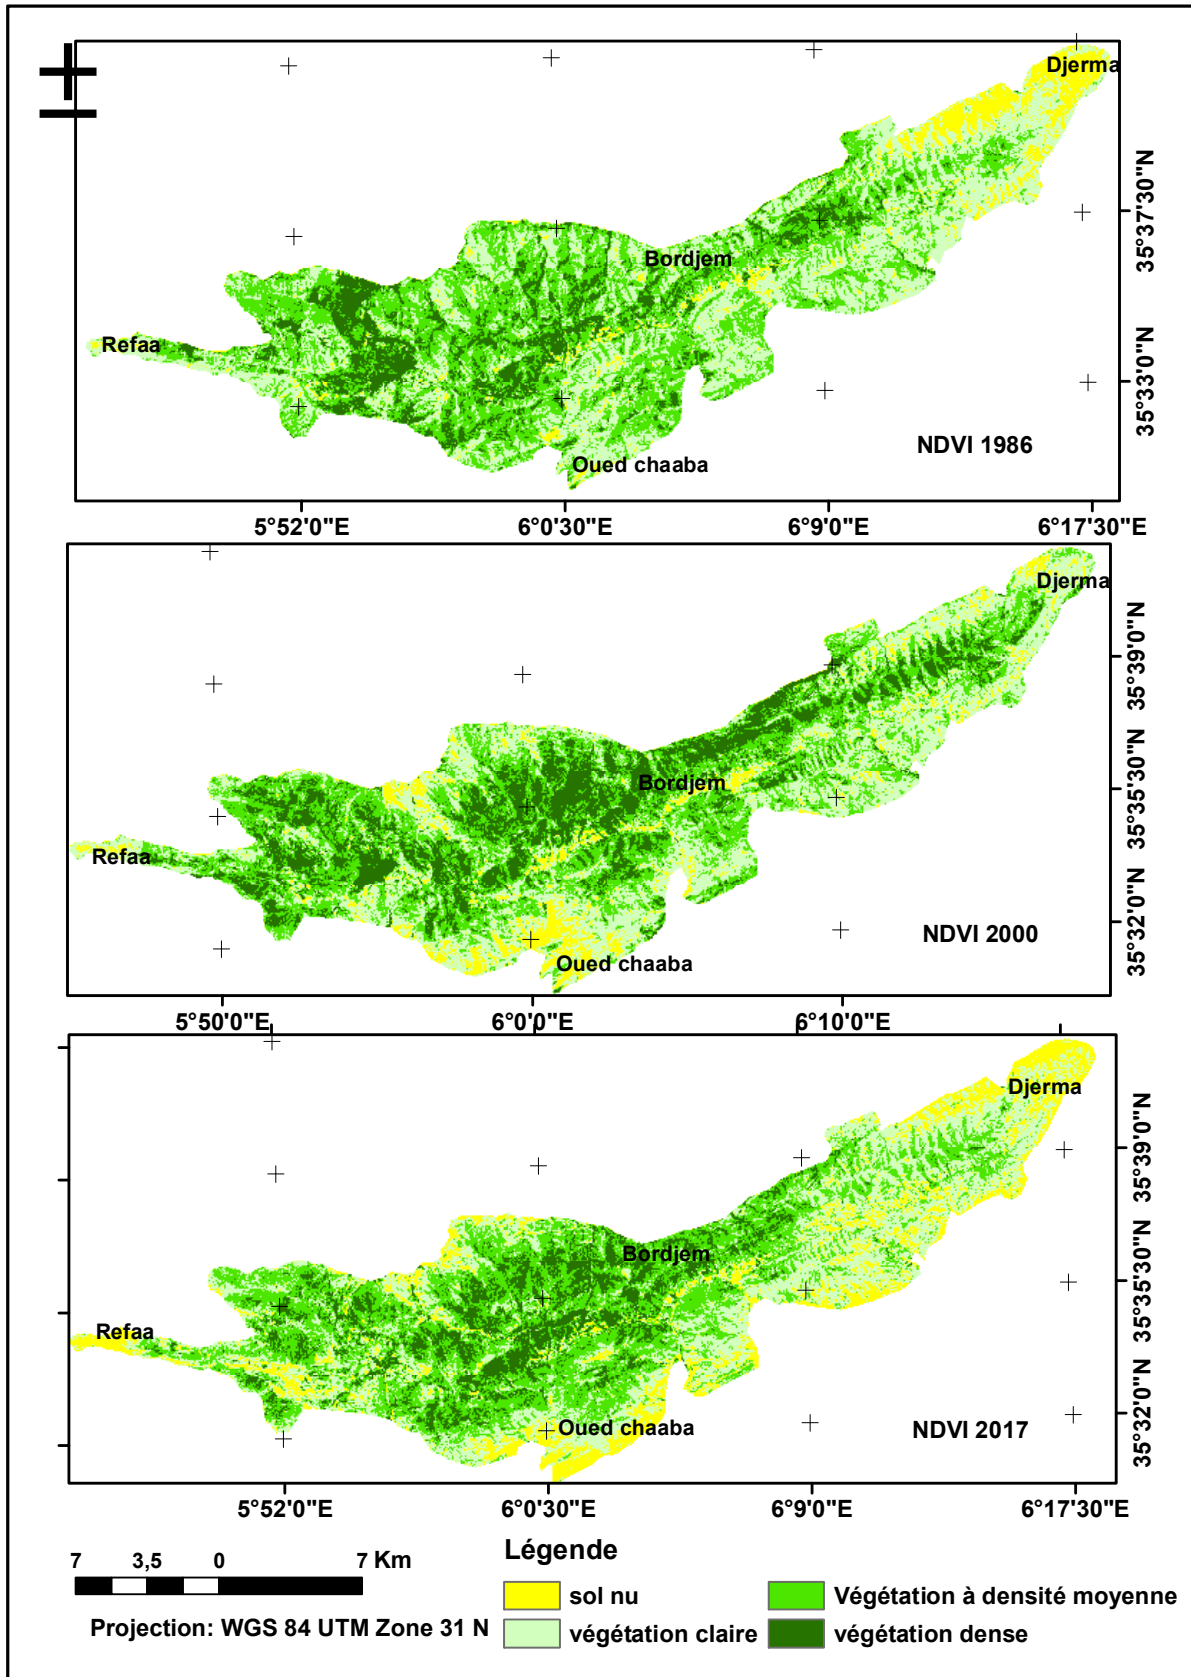 Djerma
35°37'30"N
Bordjem
Refaa
35°33'0"N
NDVI 1986
Oued chaaba
5°52'0"E 6°0'30"E 6°9'0"E 6°17'30"E
Djerma
35°39'0"N
Bordjem
35°35'30"N
Refaa
35°32'0"N
NDVI 2000
Oued chaaba
5°50'0"E 6°0'0"E 6°10'0"E
Djerma
35°39'0"N
Bordjem
35°35'30"N
Refaa
35°32'0"N
Oued chaaba
NDVI 2017
5°52'0"E 6°0'30"E 6°9'0"E 6°17'30"E
7 3,5 0 7 Km
Projection: WGS 84 UTM Zone 31 N
Légende
sol nu
végétation claire
Végétation à densité moyenne
végétation dense